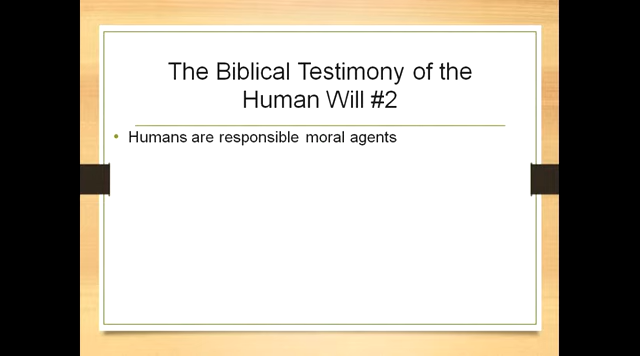 The Biblical Testimony of the
Human Will #2
• Humans are responsible moral agents